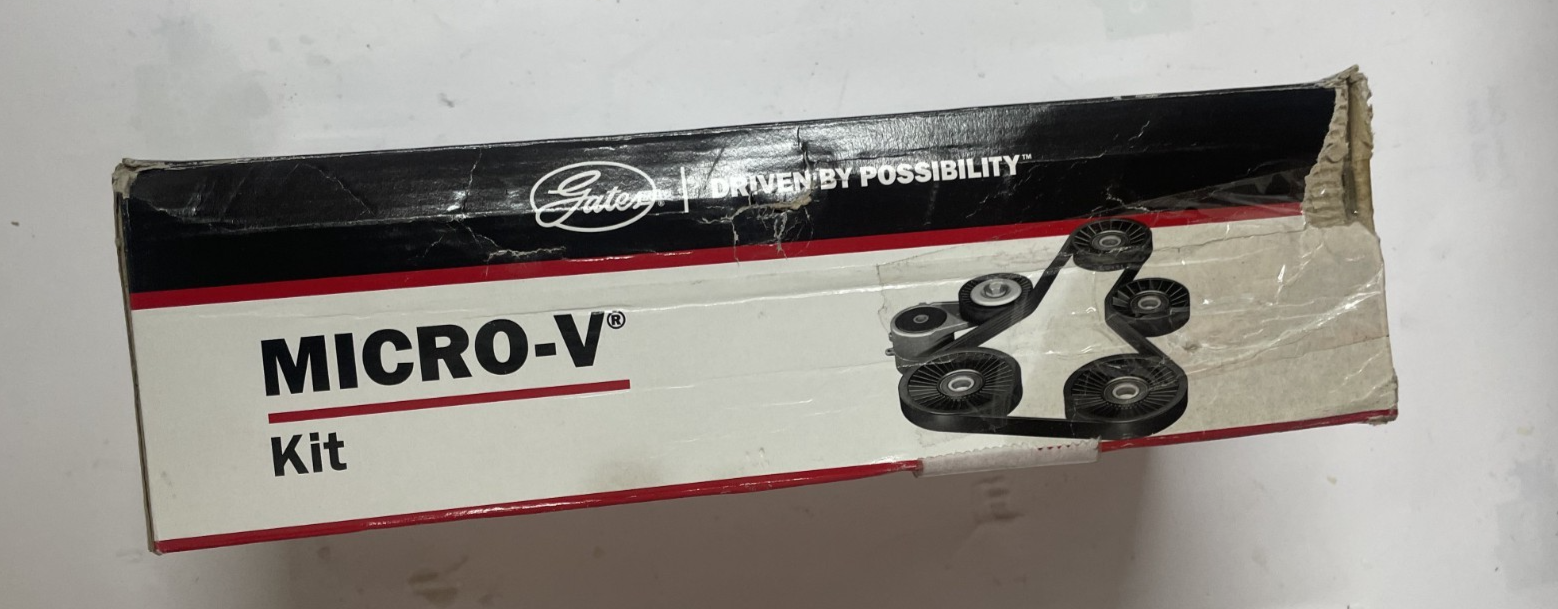 Gates® | DRIVEN BY POSSIBILITY™
MICRO-V®
Kit